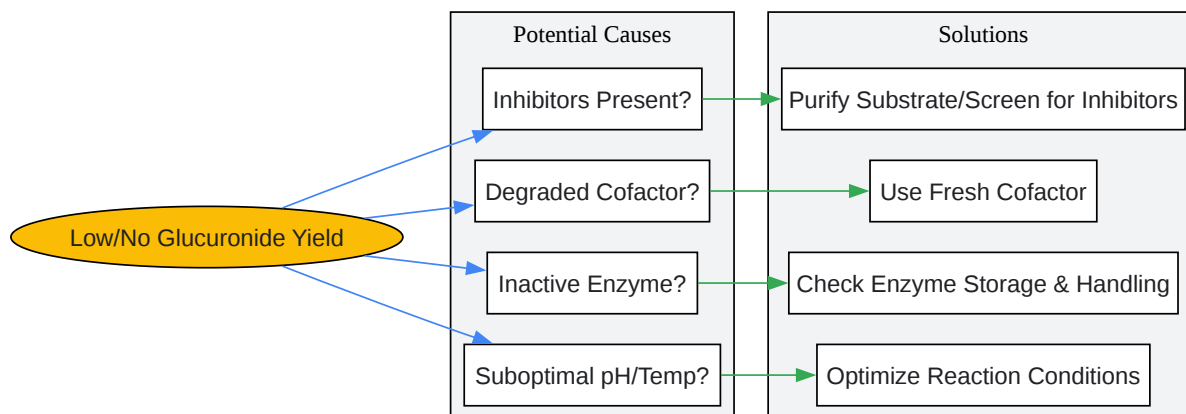 Potential Causes
Solutions
Inhibitors Present?
Purify Substrate/Screen for Inhibitors
Degraded Cofactor?
Use Fresh Cofactor
Low/No Glucuronide Yield
Inactive Enzyme?
Check Enzyme Storage & Handling
Suboptimal pH/Temp?
Optimize Reaction Conditions